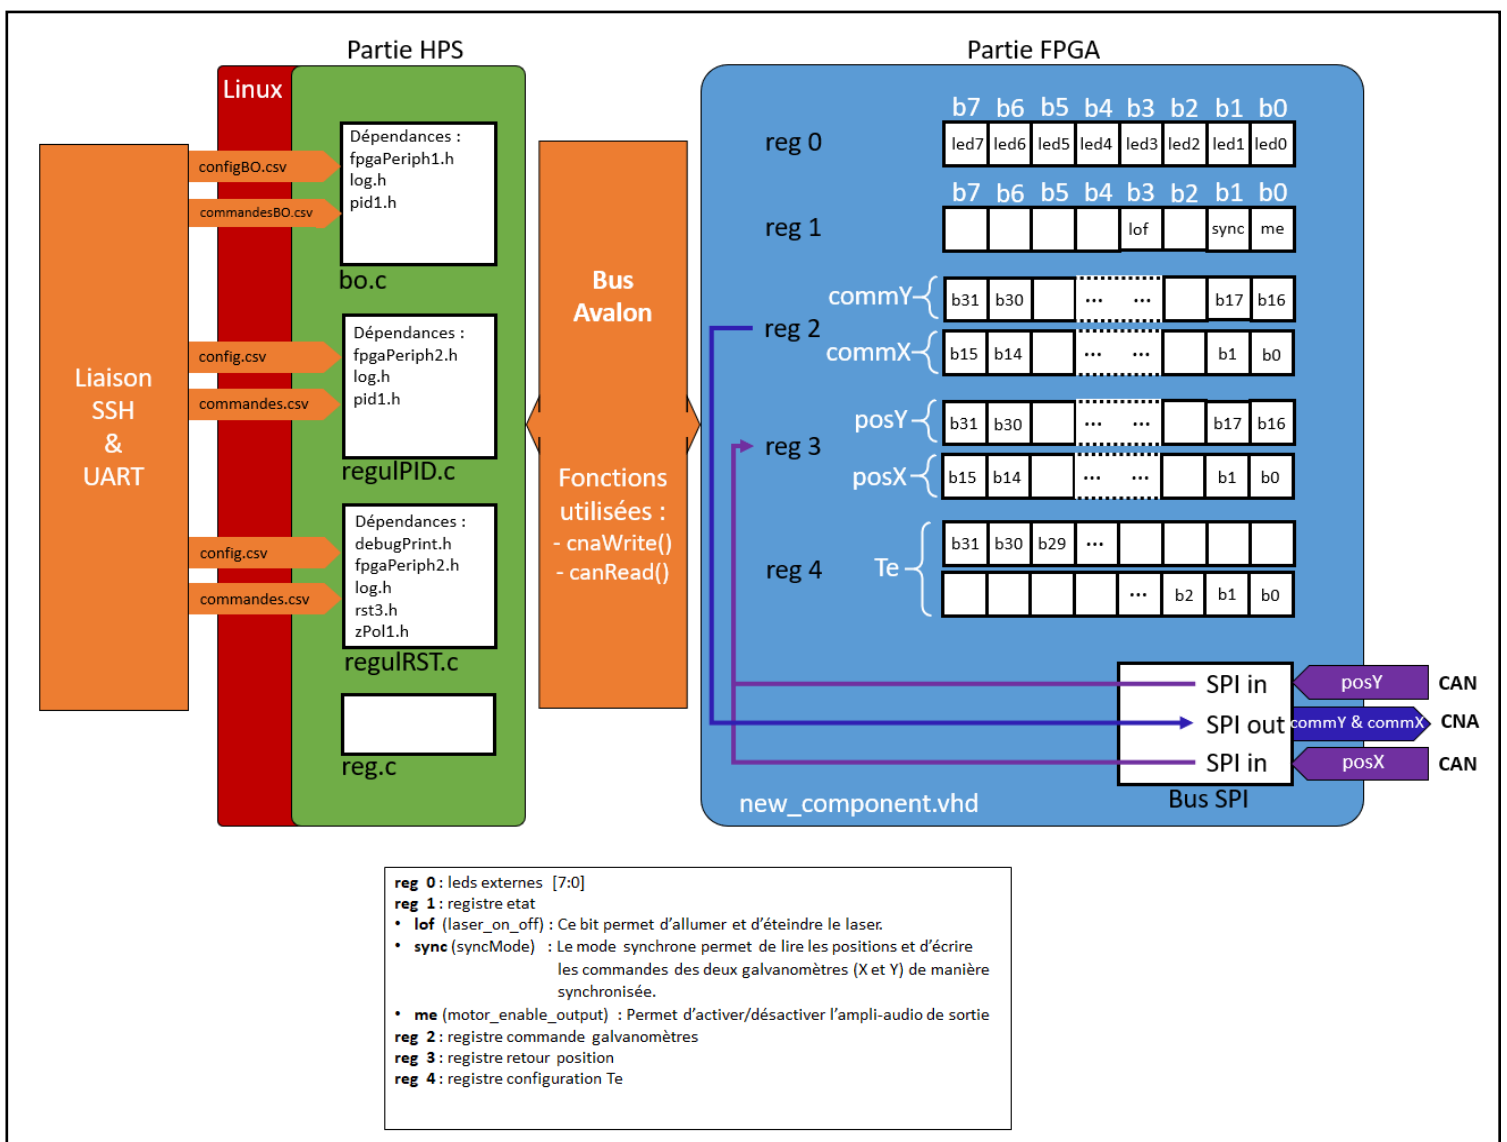 Partie HPS
Partie FPGA
Linux
Liaison
SSH
&
UART
configBO.csv
commandesBO.csv
Dépendances :
fpgaPeriph1.h
log.h
pid1.h
bo.c
config.csv
commandes.csv
Dépendances :
fpgaPeriph2.h
log.h
pid1.h
regulPID.c
config.csv
commandes.csv
Dépendances :
debugPrint.h
fpgaPeriph2.h
log.h
rst3.h
zPol1.h
regulRST.c
reg.c
Bus
Avalon
Fonctions
utilisées :
- cnaWrite()
- canRead()
b7 b6 b5 b4 b3 b2 b1 b0
reg 0 led7 led6 led5 led4 led3 led2 led1 led0
b7 b6 b5 b4 b3 b2 b1 b0
reg 1 lof sync me
commY b31 b30 ... ... b17 b16
reg 2
commX b15 b14 ... ... b1 b0
posY b31 b30 ... ... b17 b16
reg 3
posX b15 b14 ... ... b1 b0
b31 b30 b29 ...
reg 4 Te
... b2 b1 b0
SPI in posY CAN
SPI out commY & commX CNA
SPI in posX CAN
Bus SPI
new_component.vhd
reg 0 : leds externes [7:0]
reg 1 : registre etat
• lof (laser_on_off) : Ce bit permet d'allumer et d'éteindre le laser.
• sync (syncMode) : Le mode synchrone permet de lire les positions et d'écrire
les commandes des deux galvanomètres (X et Y) de manière
synchronisée.
• me (motor_enable_output) : Permet d'activer/désactiver l'ampli-audio de sortie
reg 2 : registre commande galvanomètres
reg 3 : registre retour position
reg 4 : registre configuration Te